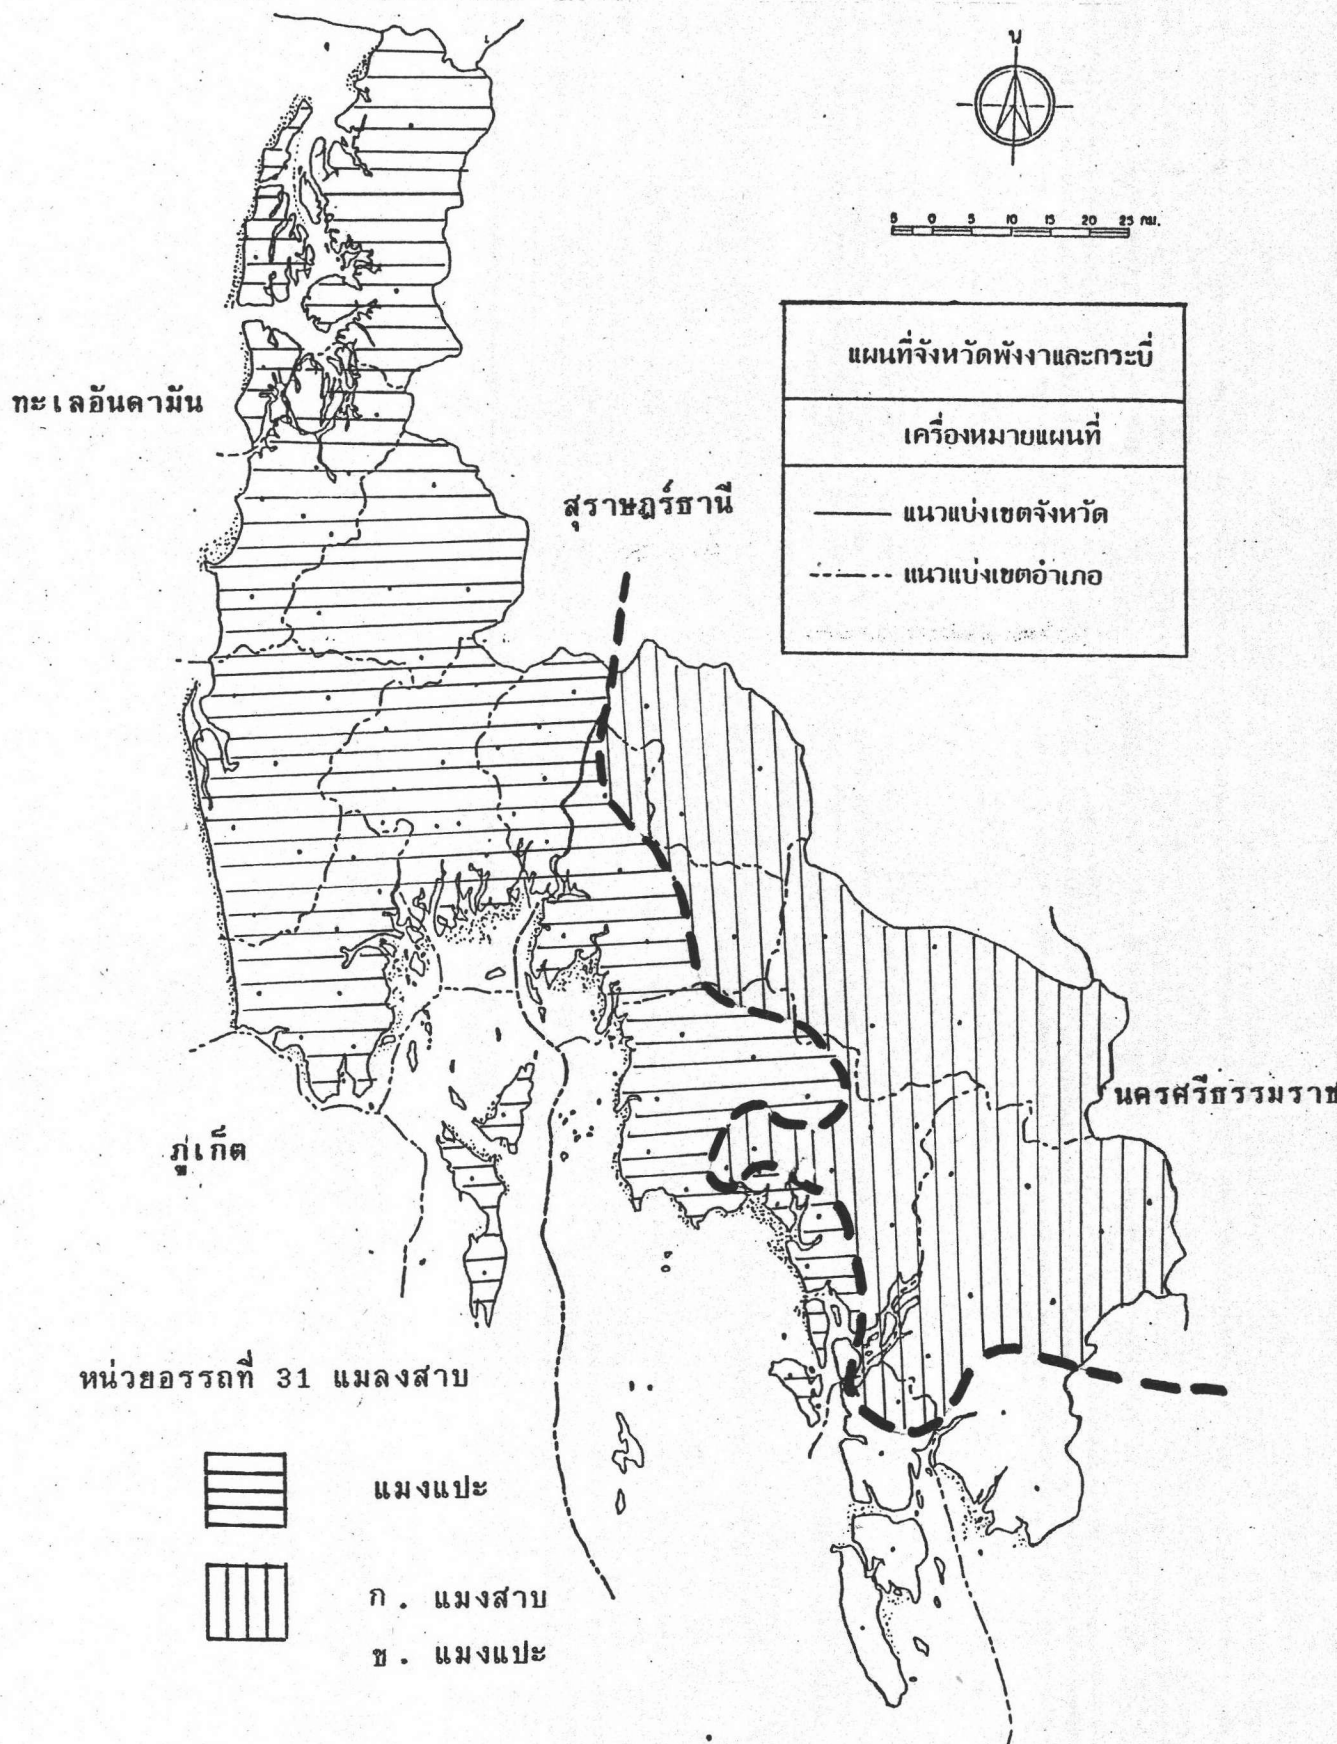 น
5 0 5 10 15 20 25 กม.
แผนที่จังหวัดพังงาและกระบี่
เครื่องหมายแผนที่
แนวแบ่งเขตจังหวัด
แนวแบ่งเขตอำเภอ
ทะเลอันดามัน
สุราษฎร์ธานี
นครศรีธรรมราช
ภูเก็ต
หน่วยอรรถที่ 31 แมลงสาบ
แมงแปะ
ก. แมงสาบ
ข. แมงแปะ